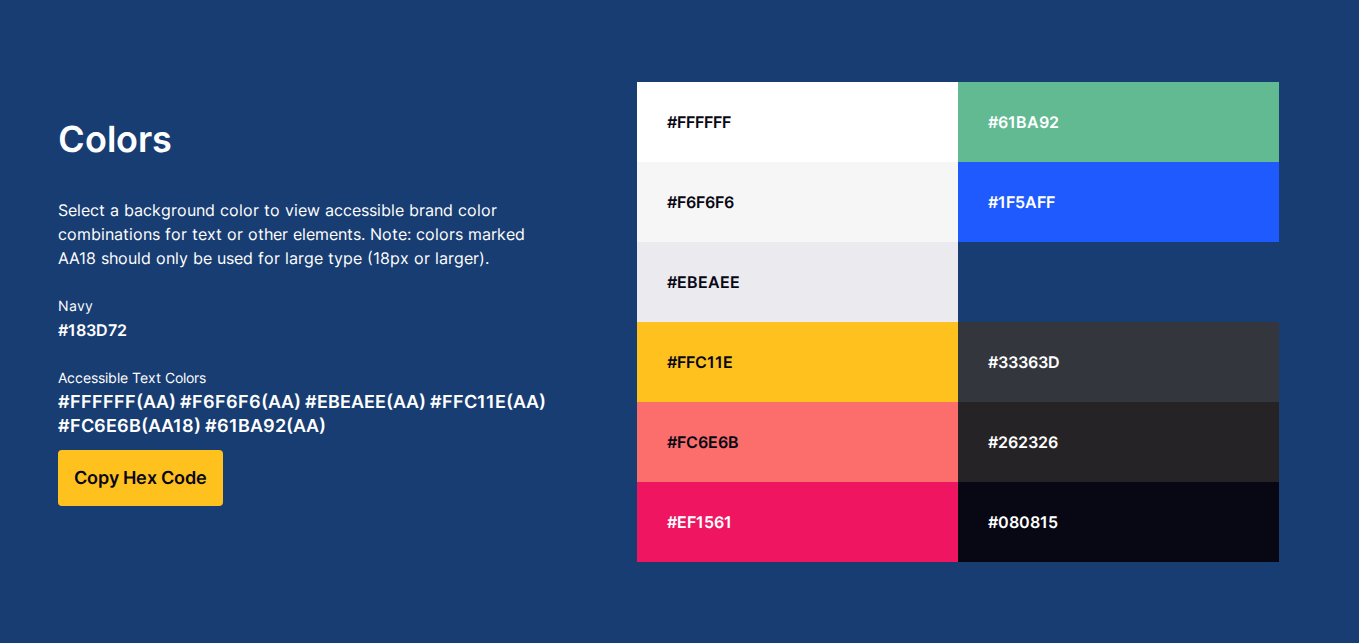 Colors
Select a background color to view accessible brand color
combinations for text or other elements. Note: colors marked
AA18 should only be used for large type (18px or larger).
Navy
#183D72
Accessible Text Colors
#FFFFFF(AA) #F6F6F6(AA) #EBEAEE(AA) #FFC11E(AA)
#FC6E6B(AA18) #61BA92(AA)
Copy Hex Code
#FFFFFF
#61BA92
#F6F6F6
#1F5AFF
#EBEAEE
#FFC11E
#33363D
#FC6E6B
#262326
#EF1561
#080815